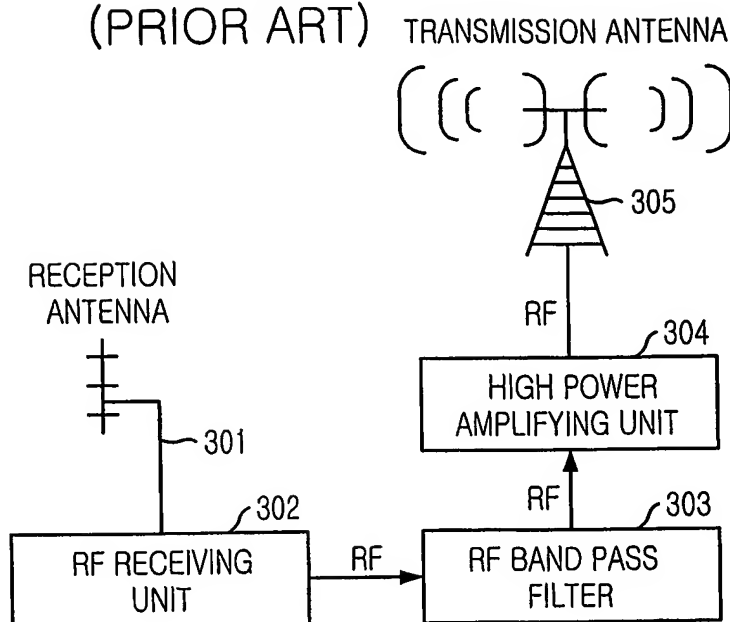 (PRIOR ART)
TRANSMISSION ANTENNA
305
RECEPTION
ANTENNA
RF
304
HIGH POWER
AMPLIFYING UNIT
301
RF
302
303
RF RECEIVING
UNIT
RF
RF BAND PASS
FILTER